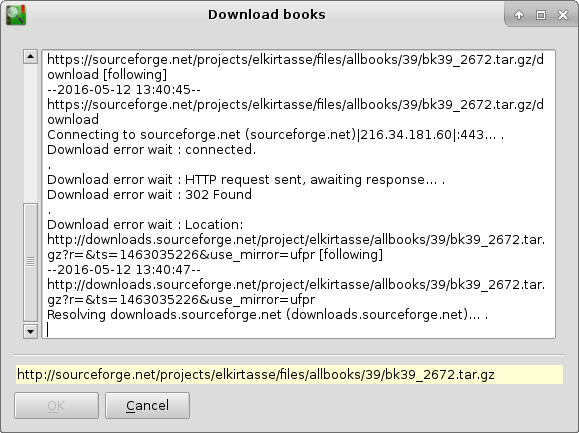 Download books
https://sourceforge.net/projects/elkirtasse/files/allbooks/39/bk39_2672.tar.gz/d
ownload [following]
--2016-05-12 13:40:45--
https://sourceforge.net/projects/elkirtasse/files/allbooks/39/bk39_2672.tar.gz/d
ownload
Connecting to sourceforge.net (sourceforge.net)|216.34.181.60|:443... .
Download error wait : connected.
.
Download error wait : HTTP request sent, awaiting response... .
Download error wait : 302 Found
.
Download error wait : Location:
http://downloads.sourceforge.net/project/elkirtasse/allbooks/39/bk39_2672.tar.
gz?r=&ts=1463035226&use_mirror=ufpr [following]
--2016-05-12 13:40:47--
http://downloads.sourceforge.net/project/elkirtasse/allbooks/39/bk39_2672.tar.
gz?r=&ts=1463035226&use_mirror=ufpr
Resolving downloads.sourceforge.net (downloads.sourceforge.net)... .
http://sourceforge.net/projects/elkirtasse/files/allbooks/39/bk39_2672.tar.gz
OK
Cancel